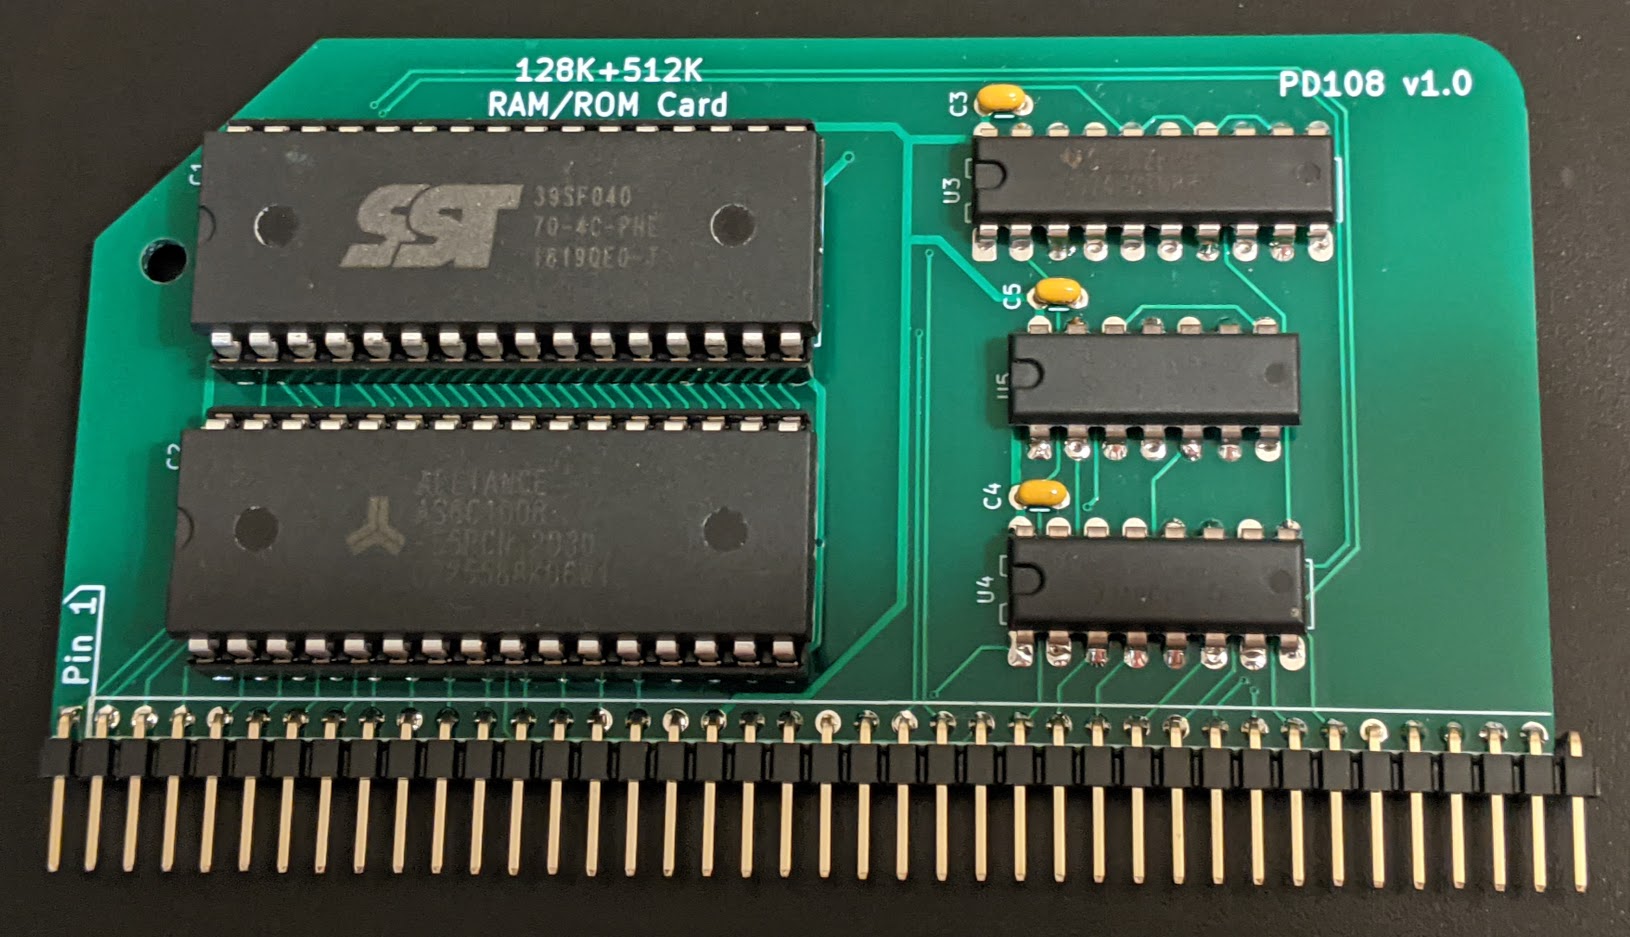 128K+512K
RAM/ROM Card
PD108 v1.0
C3
C1
SST
39SF040
70-4C-PHE
U3
C5
C2
U5
ALLIANCE
C4
U4
Pin 1